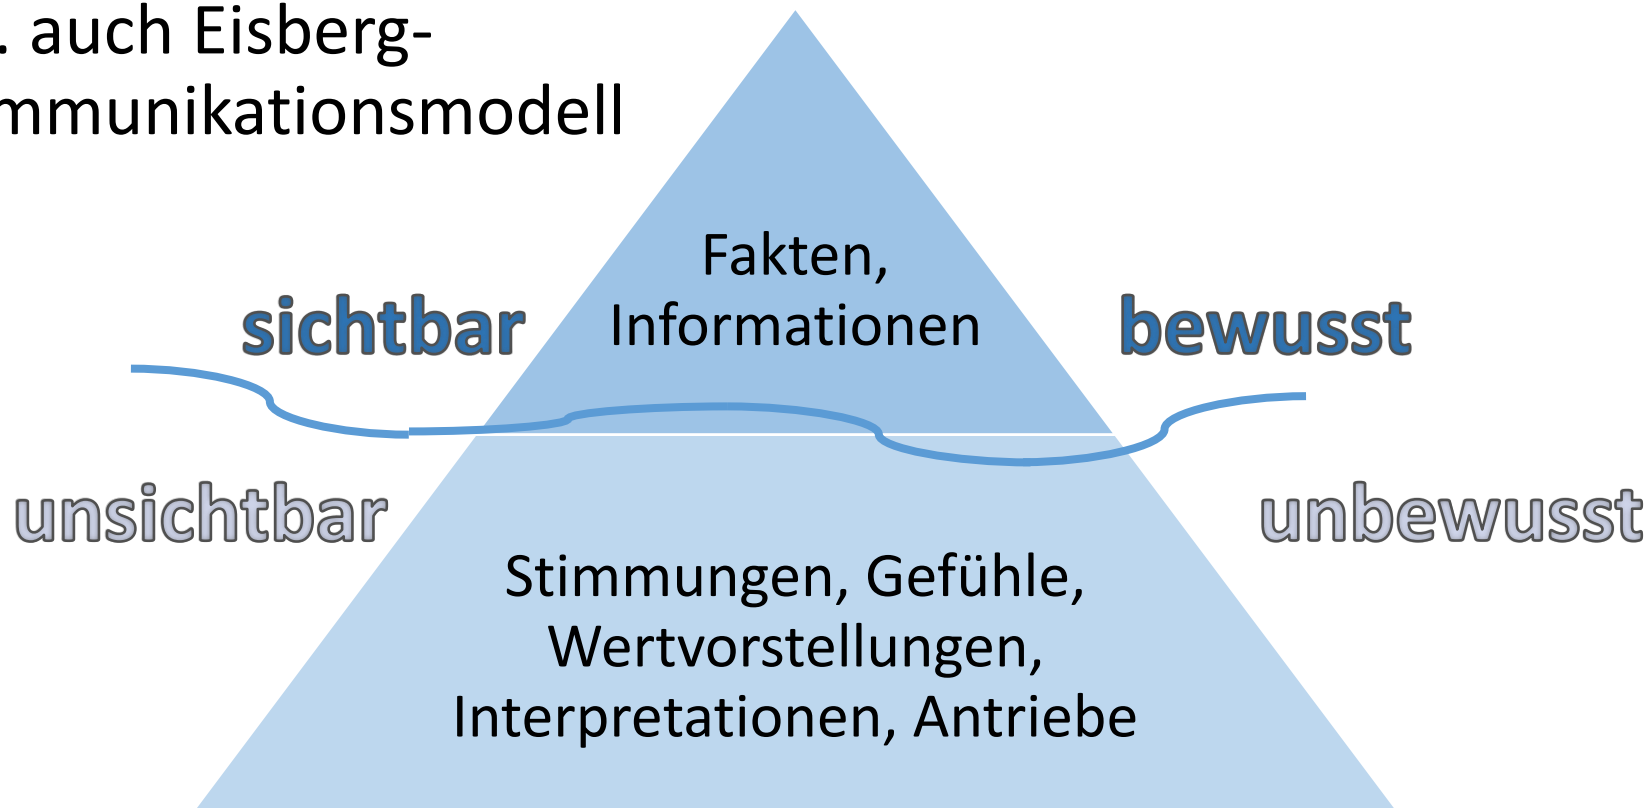 . auch Eisberg-
mmunikationsmodell
Fakten,
Informationen
sichtbar
bewusst
unsichtbar
unbewusst
Stimmungen, Gefühle,
Wertvorstellungen,
Interpretationen, Antriebe